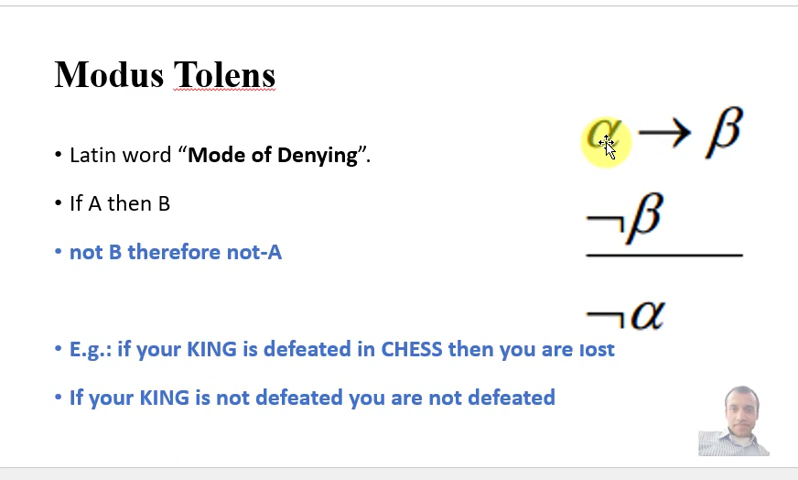 Modus Tolens
• Latin word “Mode of Denying”.
• If A then B
• not B therefore not-A
α → β
¬β
¬α
• E.g.: if your KING is defeated in CHESS then you are lost
• If your KING is not defeated you are not defeated